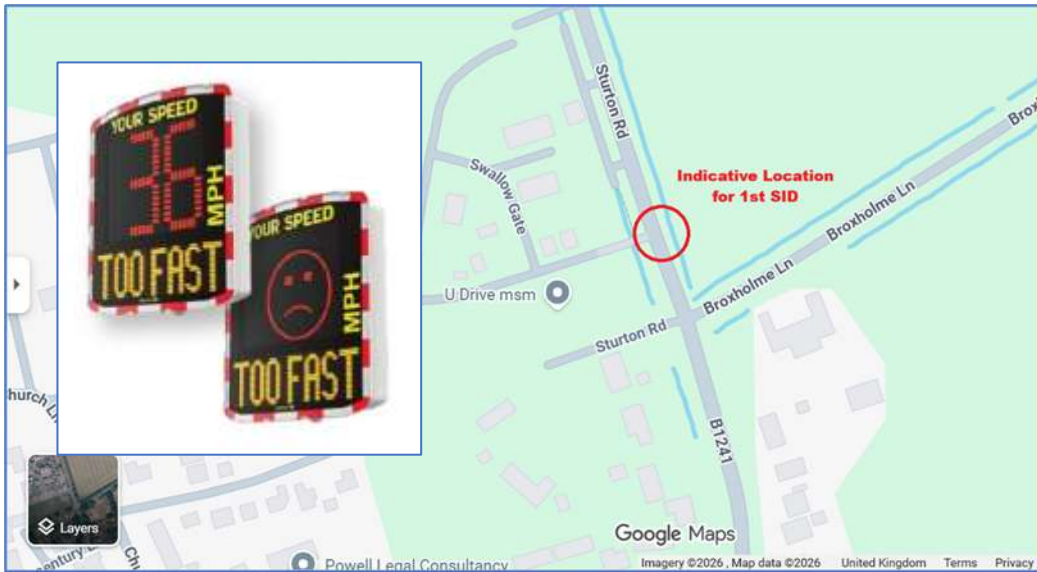 YOUR SPEED
36
MPH
TOO FAST
YOUR SPEED
MPH
TOO FAST
Sturton Rd
Swallow Gate
Indicative Location
for 1st SID
Broxholme Ln
Broxholme Ln
U Drive msm
Sturton Rd
B1241
Layers
Google Maps
Powell Legal Consultancy
Imagery ©2026 , Map data ©2026 United Kingdom Terms Privacy